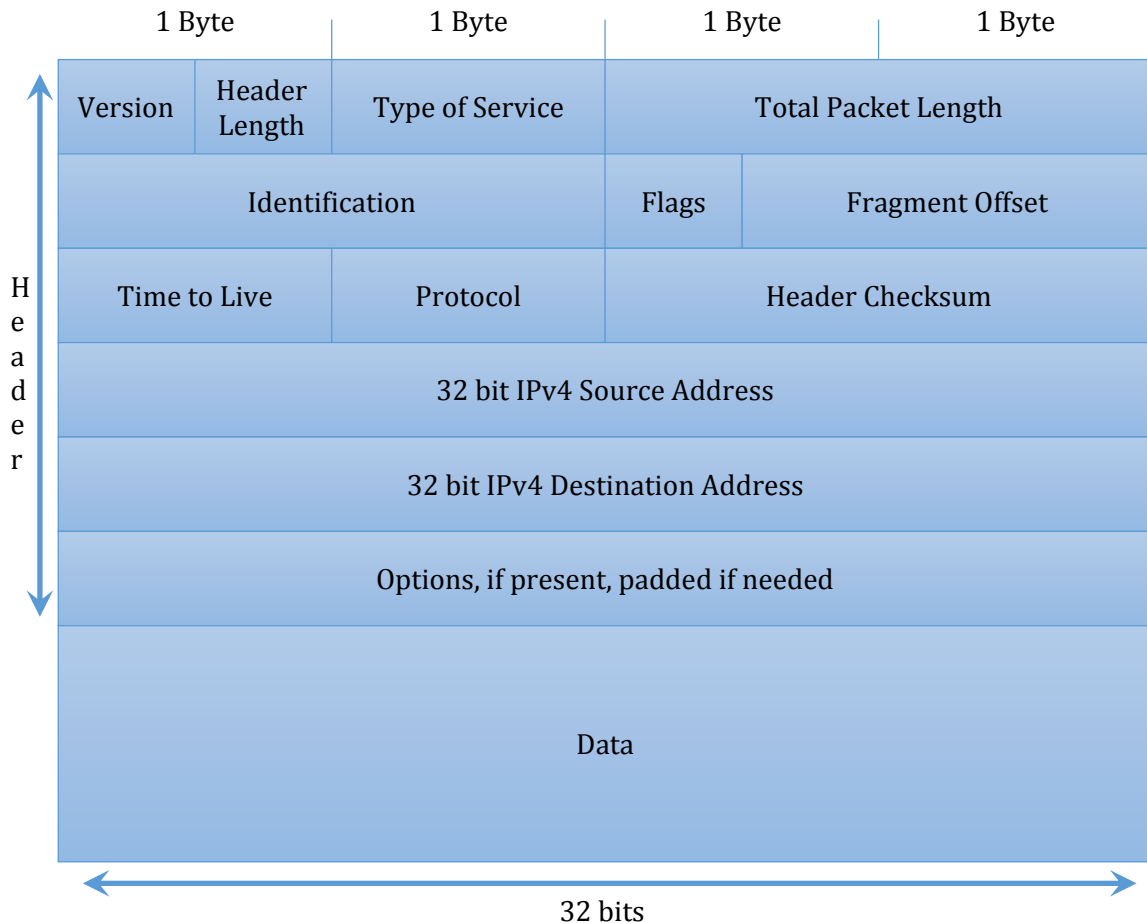 1 Byte 1 Byte 1 Byte 1 Byte
Version Header Length Type of Service Total Packet Length
Identification Flags Fragment Offset
Time to Live Protocol Header Checksum
Header
32 bit IPv4 Source Address
32 bit IPv4 Destination Address
Options, if present, padded if needed
Data
32 bits